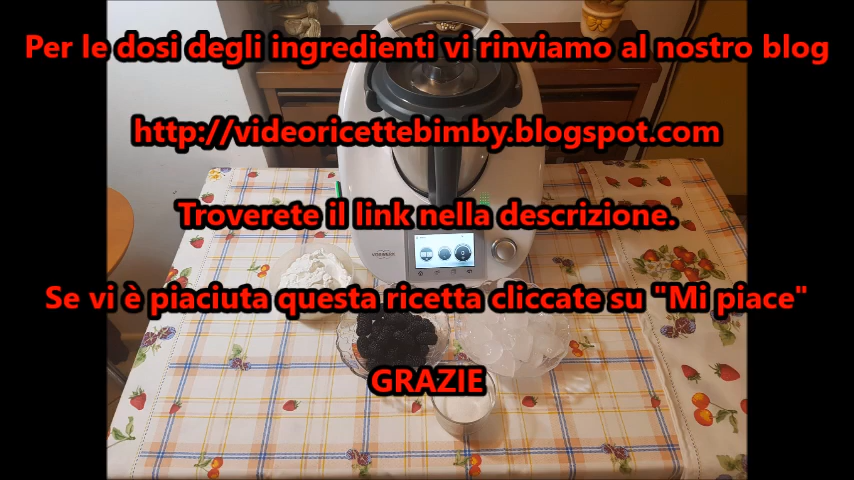 Per le dosi degli ingredienti vi rinviamo al nostro blog
http://videoricettebimby.blogspot.com
Troverete il link nella descrizione.
VORWERK
Se vi è piaciuta questa ricetta cliccate su "Mi piace"
GRAZIE